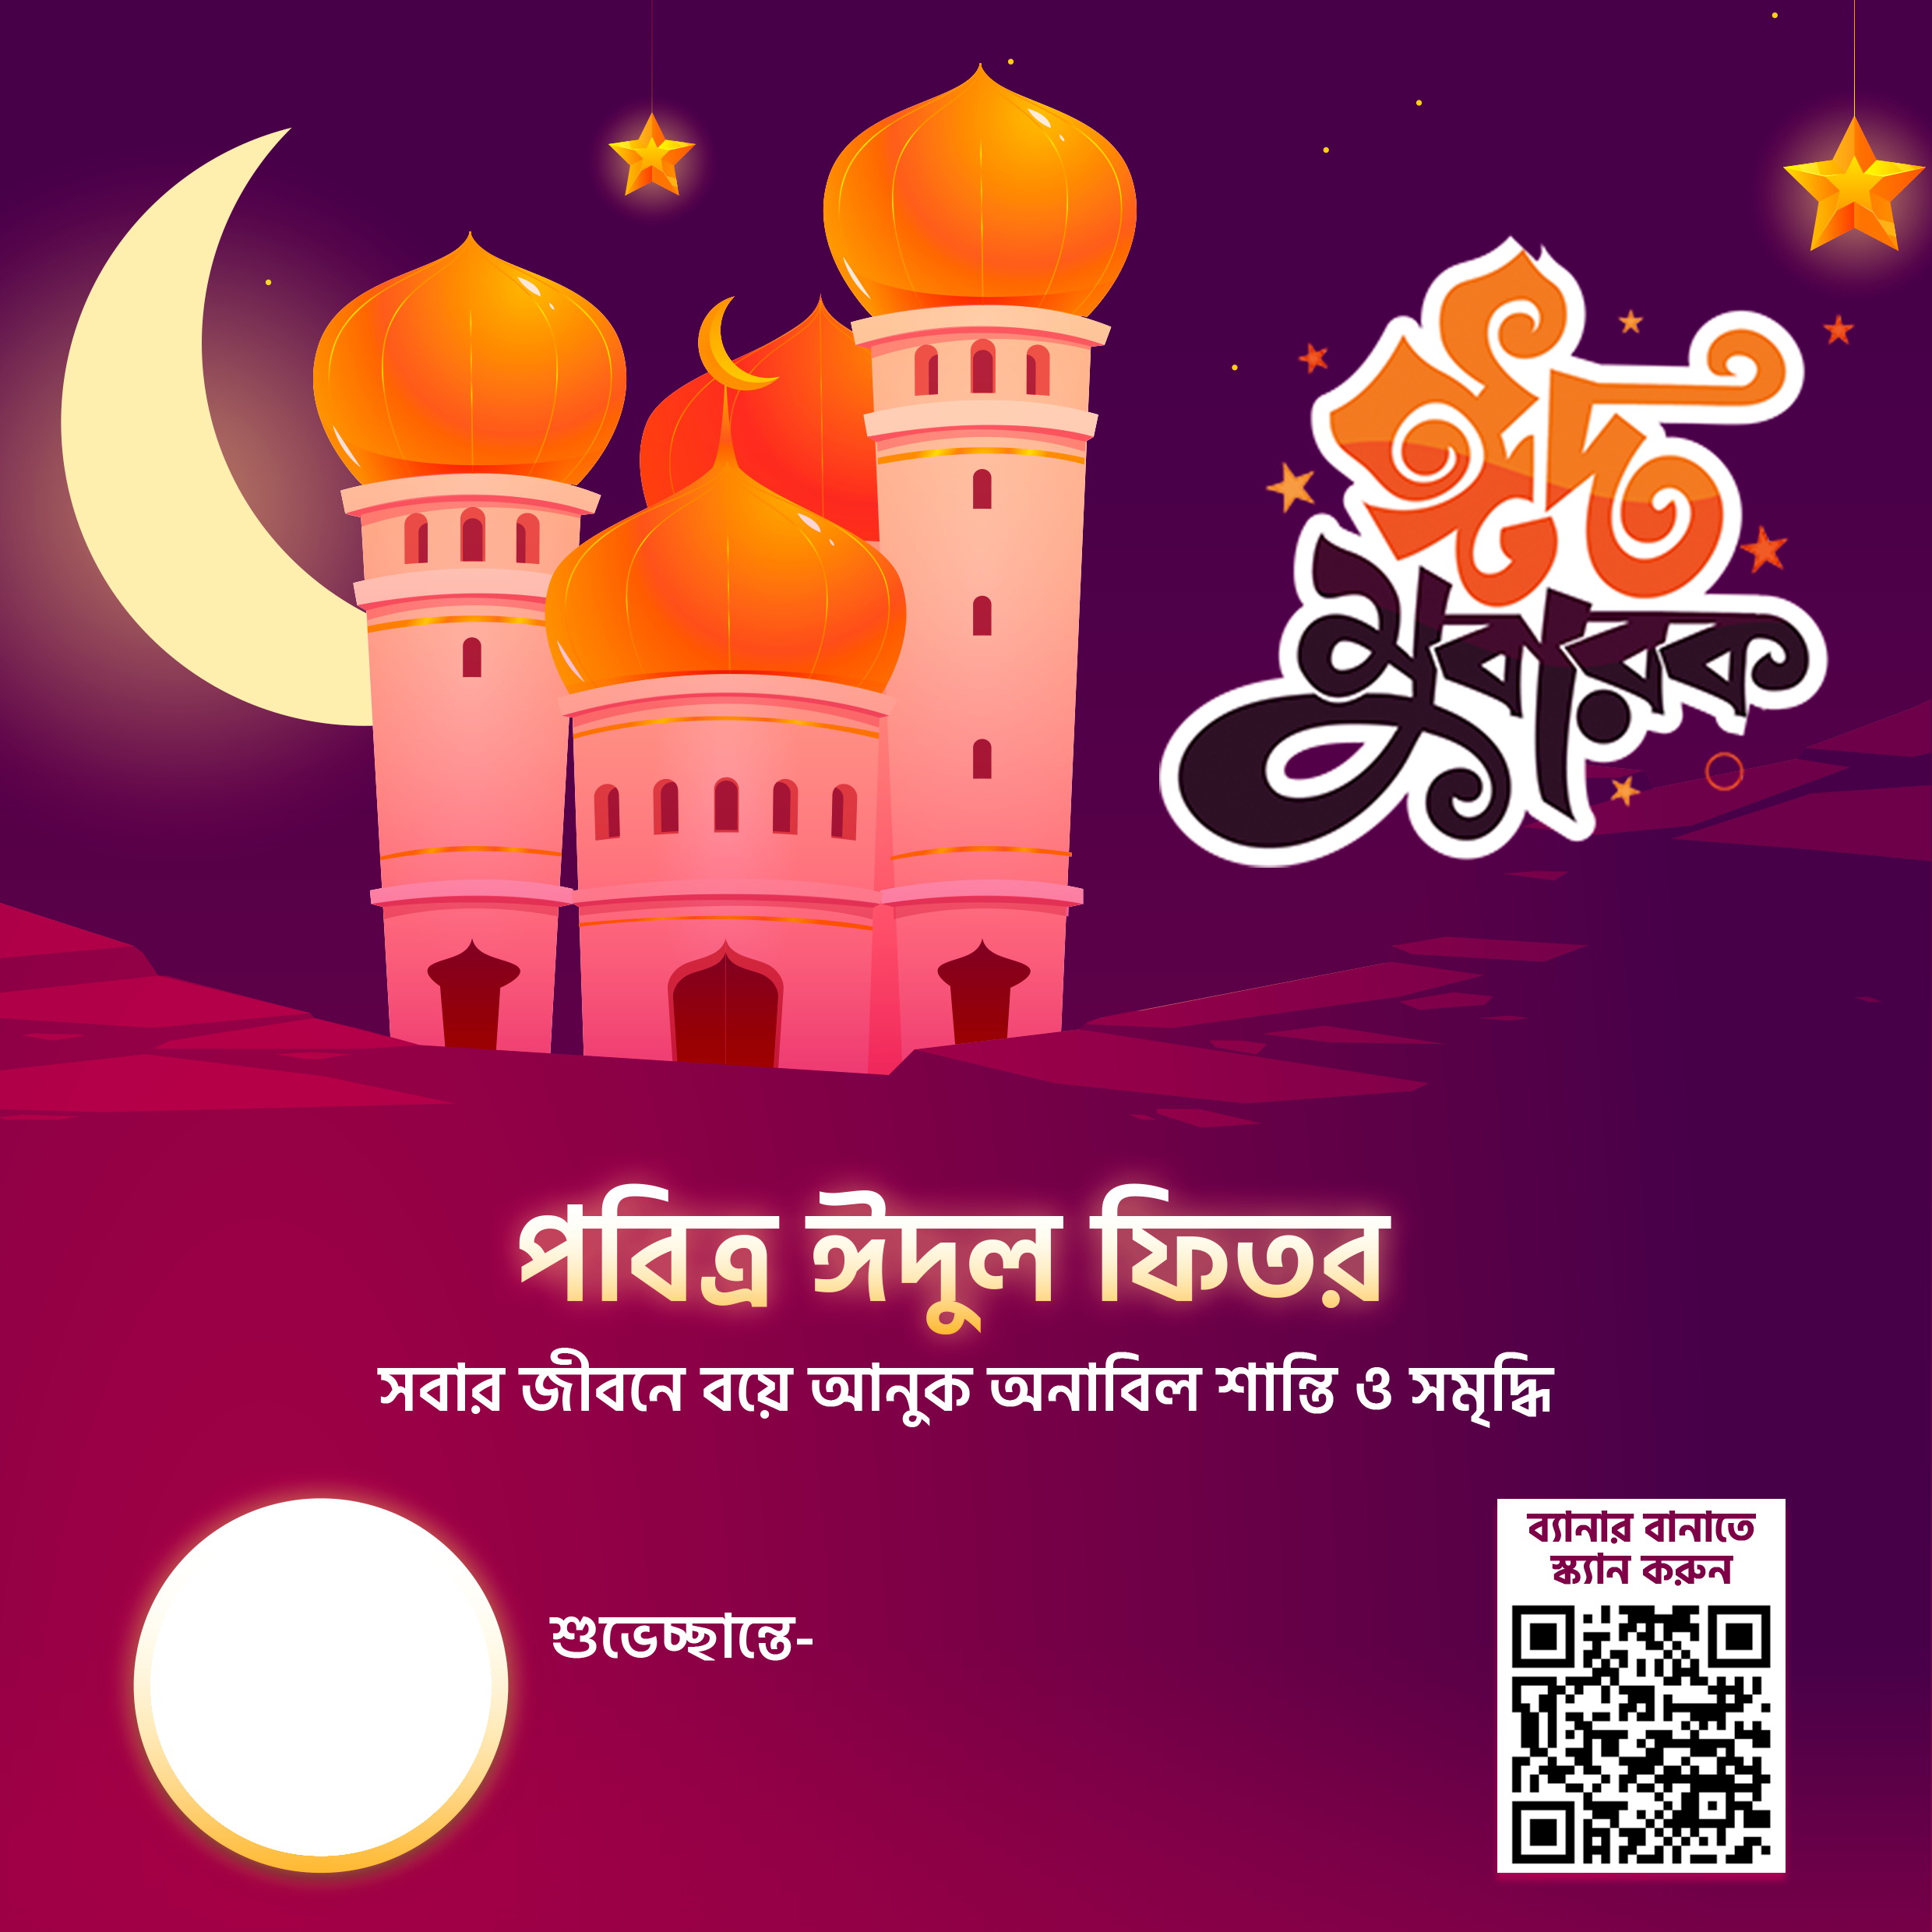 ঈদ
মুবারক
পবিত্র ঈদুল ফিতর
সবার জীবনে বয়ে আনুক অনাবিল শান্তি ও সমৃদ্ধি
শুভেচ্ছান্তে-
ব্যানার বানাতে
স্ক্যান করুন